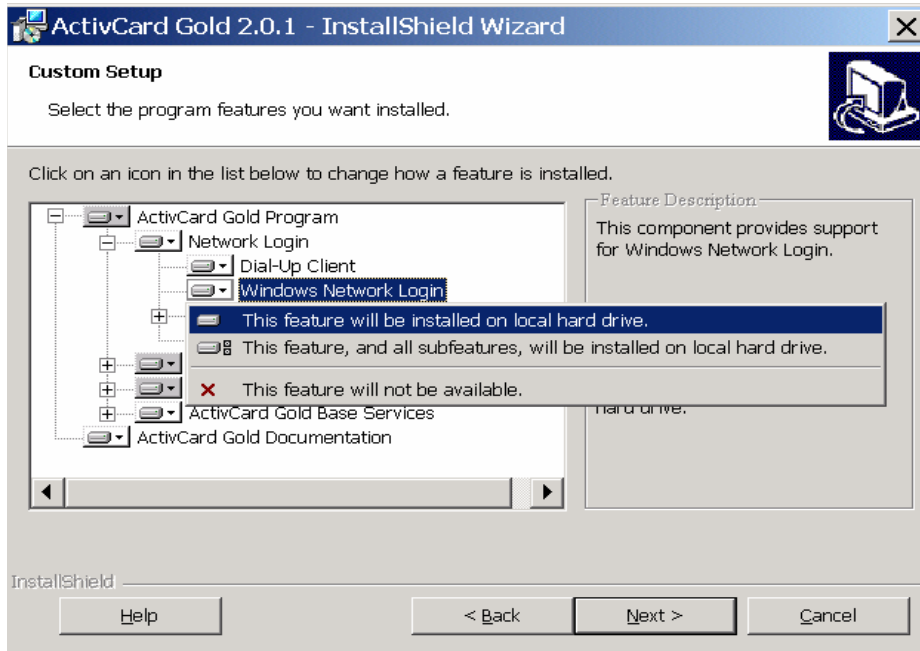 ActivCard Gold 2.0.1 - InstallShield Wizard
Custom Setup
Select the program features you want installed.
Click on an icon in the list below to change how a feature is installed.
ActivCard Gold Program
Network Login
Dial-Up Client
Windows Network Login
This feature will be installed on local hard drive.
This feature, and all subfeatures, will be installed on local hard drive.
This feature will not be available.
ActivCard Gold Base Services
ActivCard Gold Documentation
Feature Description
This component provides support
for Windows Network Login.
hard drive.
InstallShield
Help
< Back
Next >
Cancel